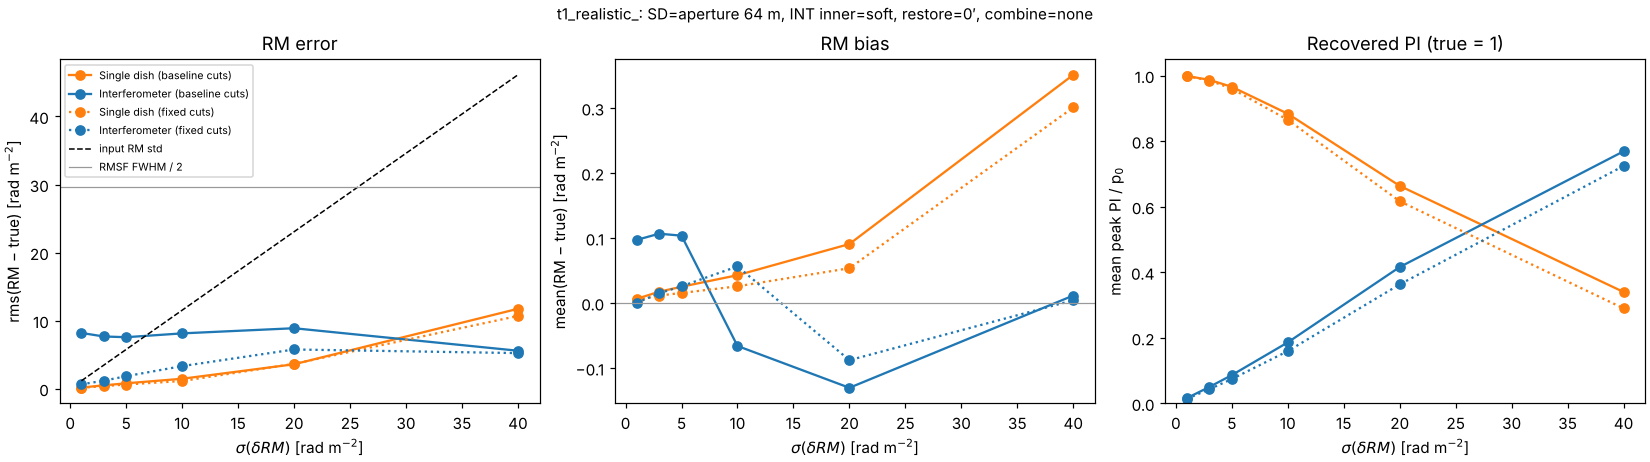 t1_realistic_: SD=aperture 64 m, INT inner=soft, restore=0′, combine=none
RM error
rms(RM − true) [rad m⁻²]
40
30
20
10
0
Single dish (baseline cuts)
Interferometer (baseline cuts)
Single dish (fixed cuts)
Interferometer (fixed cuts)
input RM std
RMSF FWHM / 2
0 5 10 15 20 25 30 35 40
σ(δRM) [rad m⁻²]
RM bias
mean(RM − true) [rad m⁻²]
0.3
0.2
0.1
0.0
−0.1
0 5 10 15 20 25 30 35 40
σ(δRM) [rad m⁻²]
Recovered PI (true = 1)
mean peak PI / p₀
1.0
0.8
0.6
0.4
0.2
0.0
0 5 10 15 20 25 30 35 40
σ(δRM) [rad m⁻²]